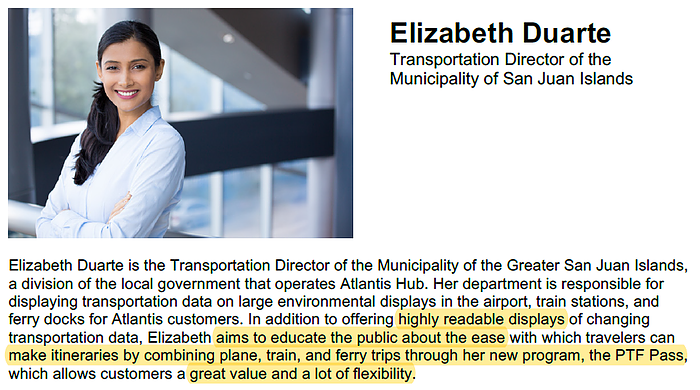 Elizabeth Duarte
Transportation Director of the
Municipality of San Juan Islands
Elizabeth Duarte is the Transportation Director of the Municipality of the Greater San Juan Islands,
a division of the local government that operates Atlantis Hub. Her department is responsible for
displaying transportation data on large environmental displays in the airport, train stations, and
ferry docks for Atlantis customers. In addition to offering highly readable displays of changing
transportation data, Elizabeth aims to educate the public about the ease with which travelers can
make itineraries by combining plane, train, and ferry trips through her new program, the PTF Pass,
which allows customers a great value and a lot of flexibility.